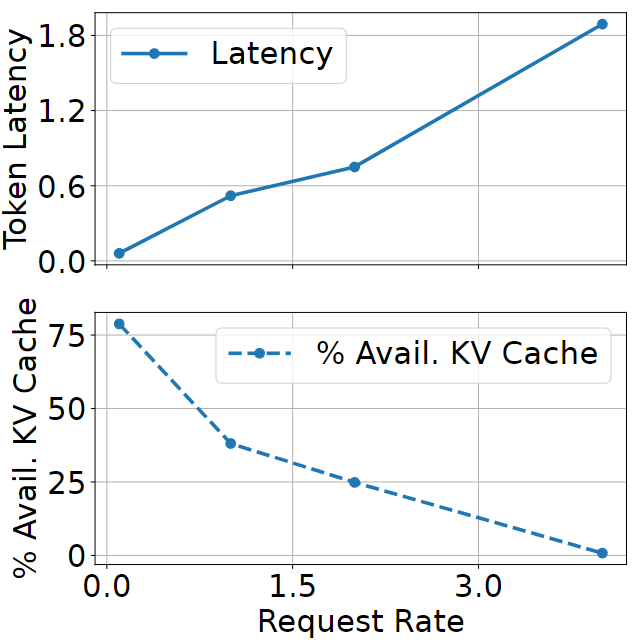 Token Latency
1.8
1.2
0.6
0.0
Latency
% Avail. KV Cache
75
50
25
0
% Avail. KV Cache
0.0 1.5 3.0
Request Rate